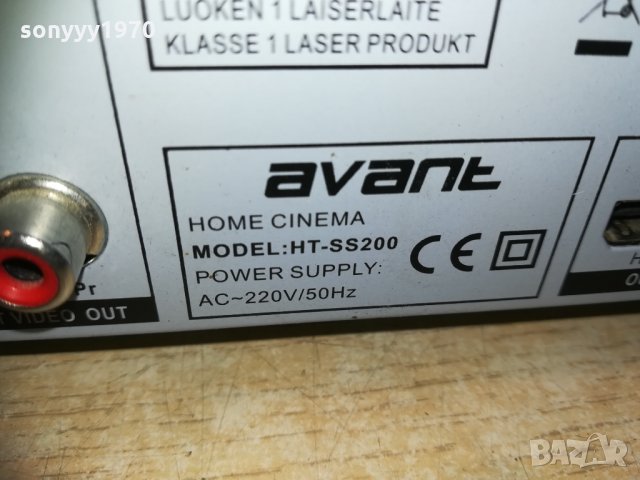 sonyyy1970
LUOKEN 1 LAISERLAITE
KLASSE 1 LASER PRODUKT
avant
HOME CINEMA
MODEL:HT-SS200
POWER SUPPLY:
AC~220V/50Hz
CE
Pr
VIDEO OUT
BAZAR